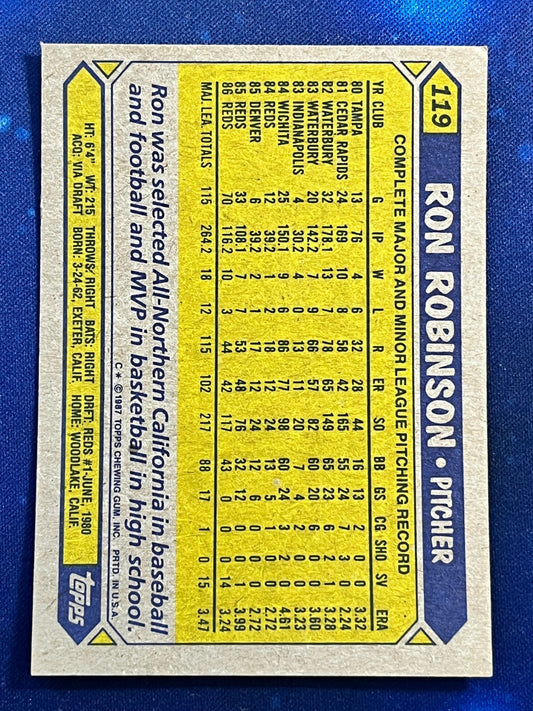 119 RON ROBINSON • PITCHER
COMPLETE MAJOR AND MINOR LEAGUE PITCHING RECORD
YR CLUB G IP W L R ER SO BB GS CG SHO SV ERA
80 TAMPA 13 76 4 6 32 28 44 16 13 2 0 0 3.32
81 CEDAR RAPIDS 24 169 10 8 58 42 165 55 24 7 3 0 2.24
82 WATERBURY 32 178.1 13 7 78 65 149 65 23 6 2 1 3.28
83 WATERBURY 20 142.2 7 9 66 57 82 60 20 4 0 0 3.60
83 INDIANAPOLIS 4 30.2 4 0 13 11 20 7 4 2 0 0 3.23
84 WICHITA 25 150.1 9 6 86 77 98 60 24 3 0 4.61
84 REDS 12 39.2 1 2 18 12 24 13 5 1 0 0 2.72
85 DENVER 6 39.2 2 17 12 24 5 6 0 0 2.72
85 REDS 33 108.1 7 7 53 48 76 32 12 0 0 1 3.99
86 REDS 70 116.2 10 3 44 42 117 43 0 0 0 14 3.24
MAJ. LEA. TOTALS 115 264.2 18 12 115 102 217 88 17 1 0 15 3.47
C* ©1987 TOPPS CHEWING GUM, INC. PRTD. IN U.S.A.
Ron was selected All-Northern California in baseball
and football and MVP in basketball in high school.
HT: 6'4" WT: 215 THROWS: RIGHT BATS: RIGHT DRFT: REDS #1-JUNE, 1980
ACQ: VIA DRAFT BORN: 3-24-62, EXETER, CALIF. HOME: WOODLAKE, CALIF.
topps